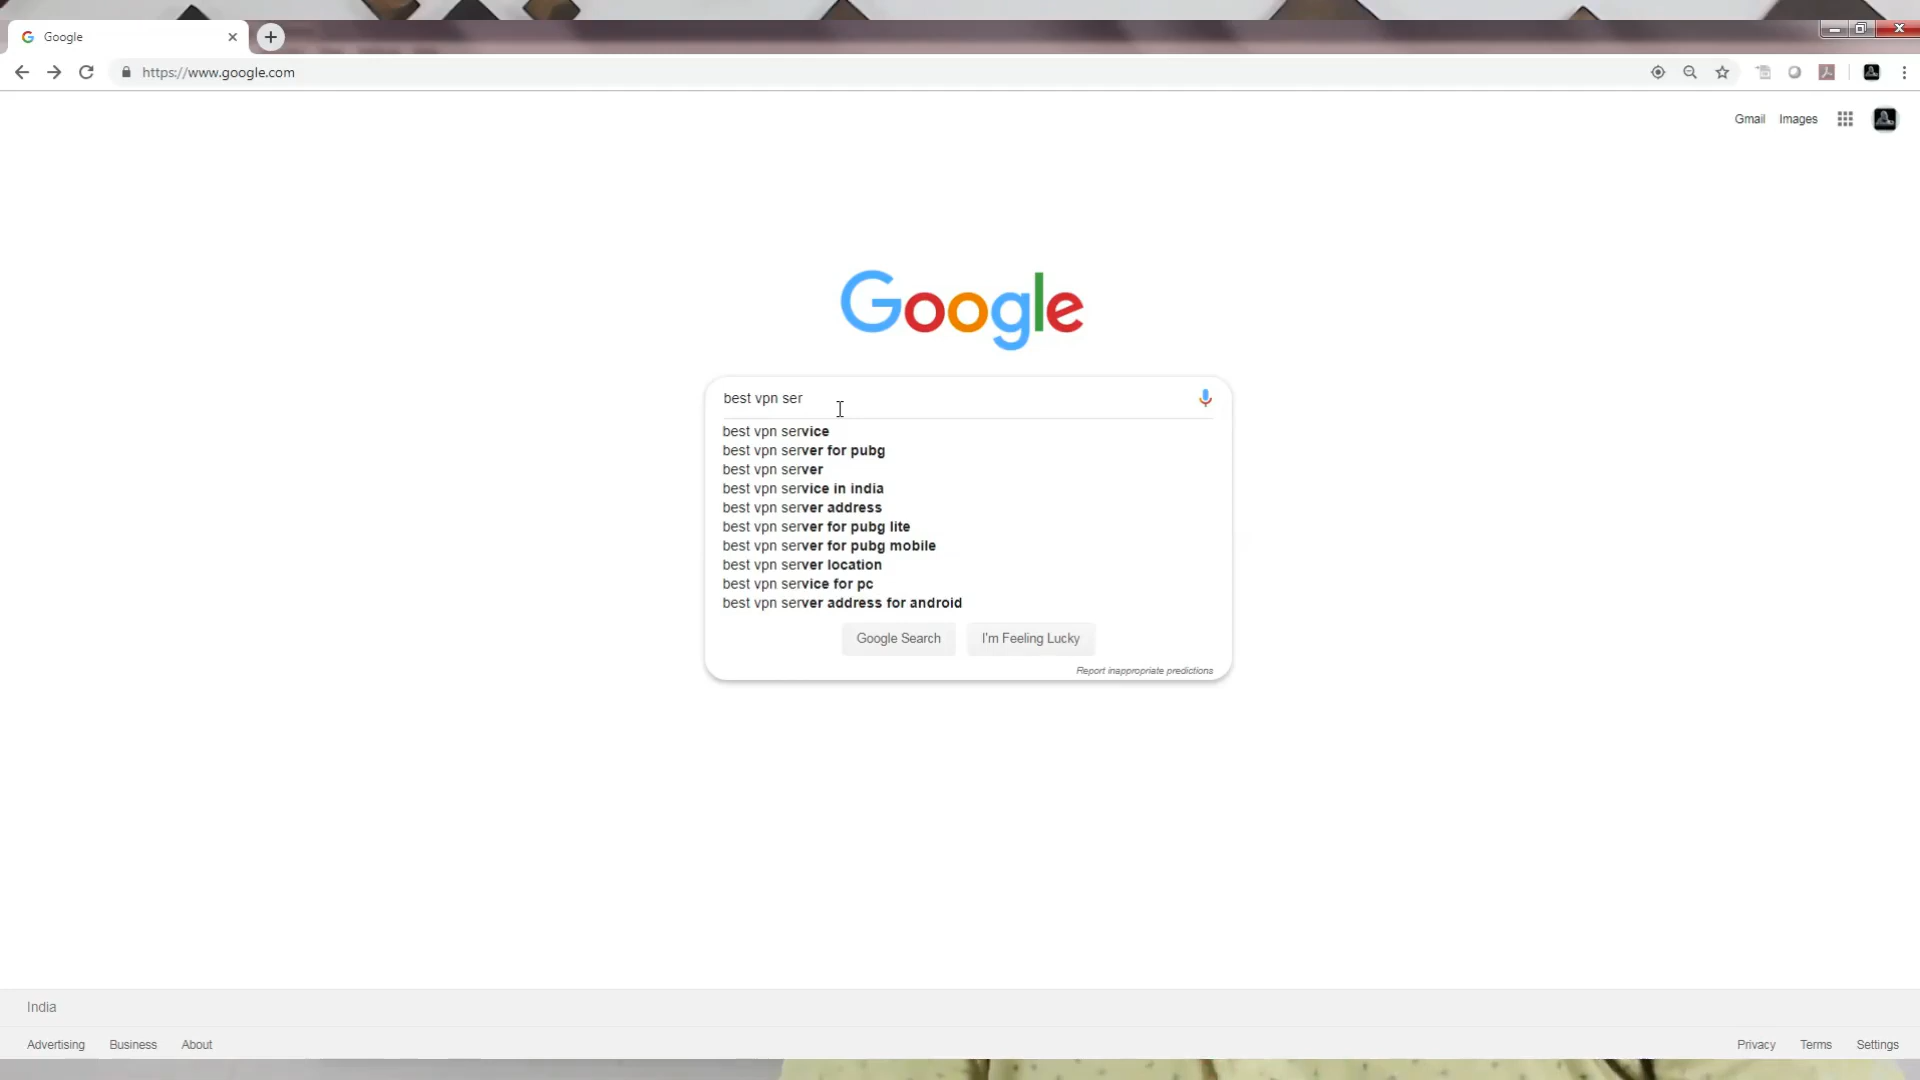 Google
https://www.google.com
Gmail Images
Google
best vpn ser
best vpn service
best vpn server for pubg
best vpn server
best vpn service in india
best vpn server address
best vpn server for pubg lite
best vpn server for pubg mobile
best vpn server location
best vpn service for pc
best vpn server address for android
Google Search I'm Feeling Lucky
Report inappropriate predictions
India
Advertising Business About Privacy Terms Settings